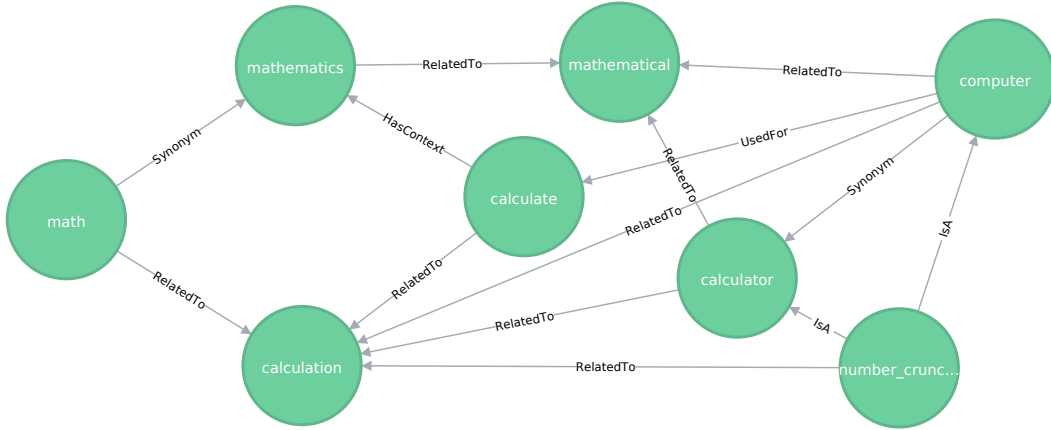 mathematics
RelatedTo
mathematical
RelatedTo
computer
Synonym
HasContext
UsedFor
RelatedTo
Synonym
math
calculate
RelatedTo
IsA
RelatedTo
RelatedTo
calculator
RelatedTo
IsA
calculation
RelatedTo
number_crunc...